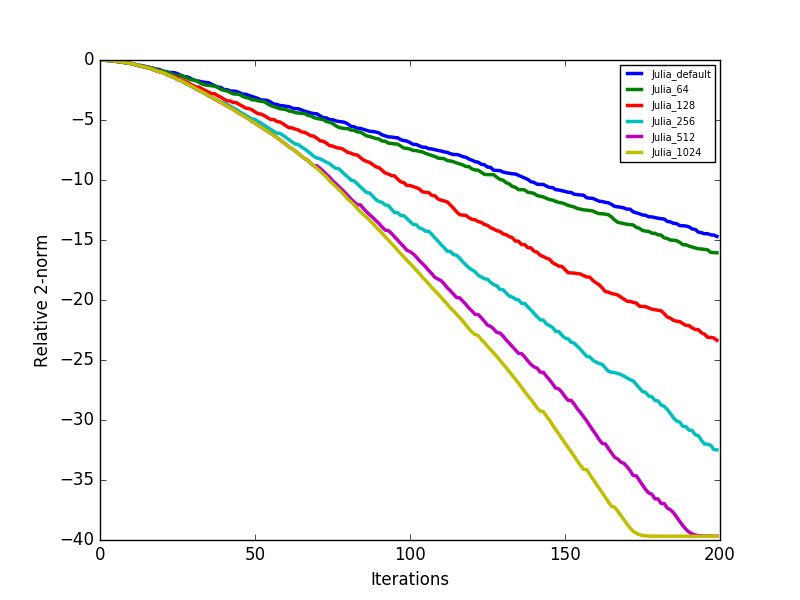 0
−5
−10
−15
−20
−25
−30
−35
−40
Relative 2-norm
Julia_default
Julia_64
Julia_128
Julia_256
Julia_512
Julia_1024
0 50 100 150 200
Iterations